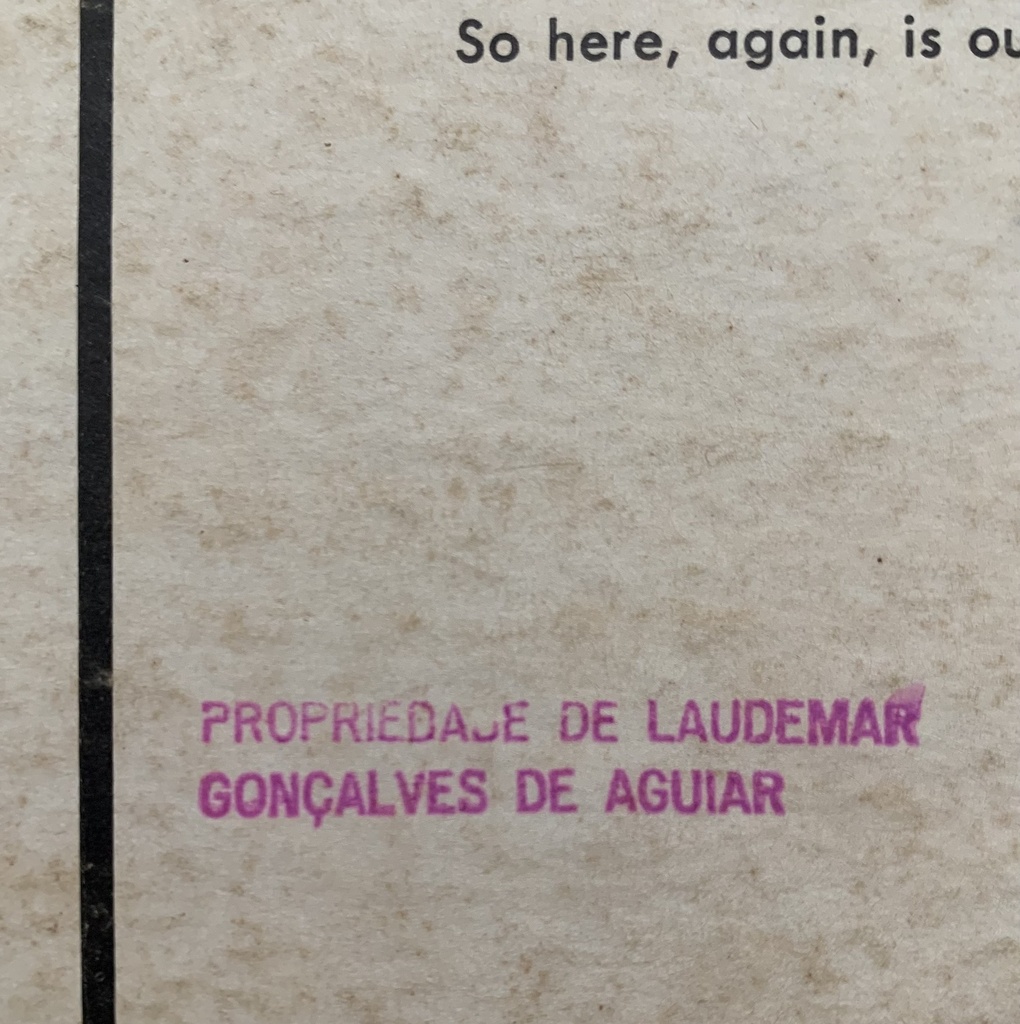 So here, again, is ou
PROPRIEDADE DE LAUDEMAR
GONÇALVES DE AGUIAR